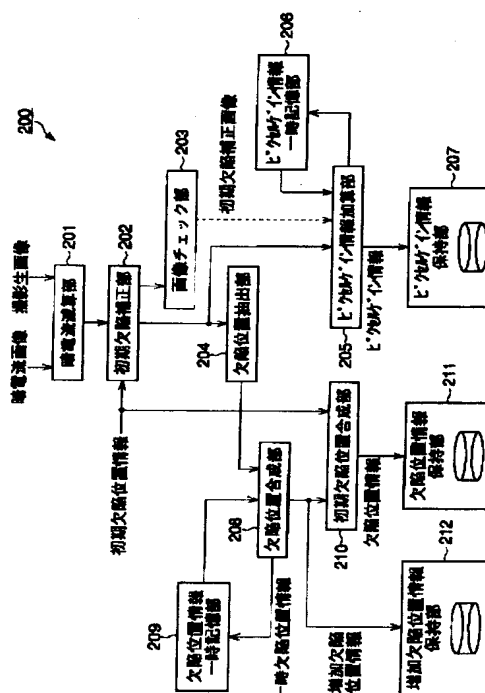 200
暗電流画像
撮影生画像
暗電流減算部
201
初期欠陥補正部
202
画像チェック部
203
初期欠陥補正画像
初期欠陥位置情報
欠陥位置抽出部
204
ピクセルゲイン情報
一時記憶部
206
ピクセルゲイン情報加算部
205
ピクセルゲイン情報
ピクセルゲイン情報
保持部
207
欠陥位置情報
一時記憶部
209
欠陥位置合成部
208
一時欠陥位置情報
初期欠陥位置合成部
210
欠陥位置情報
欠陥位置情報
保持部
211
増加欠陥
位置情報
増加欠陥位置情報
保持部
212